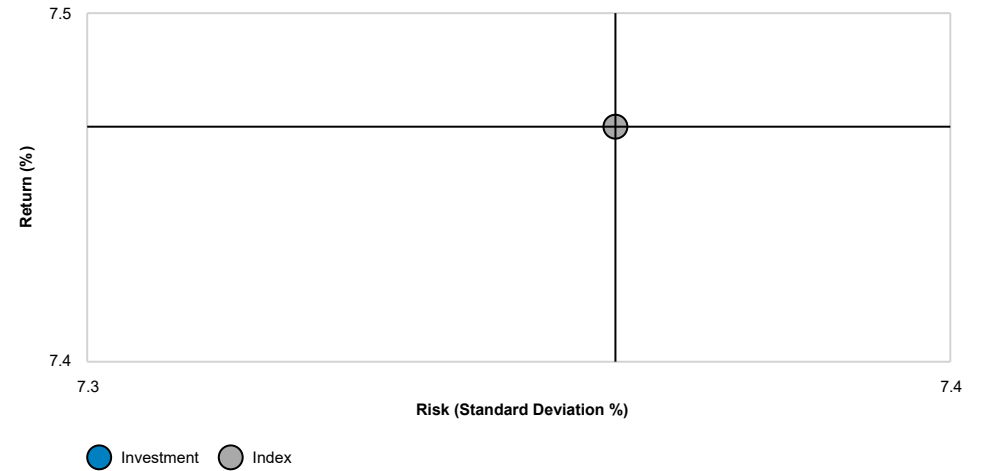 7.5
Return (%)
7.4
7.3
7.4
Risk (Standard Deviation %)
Investment
Index